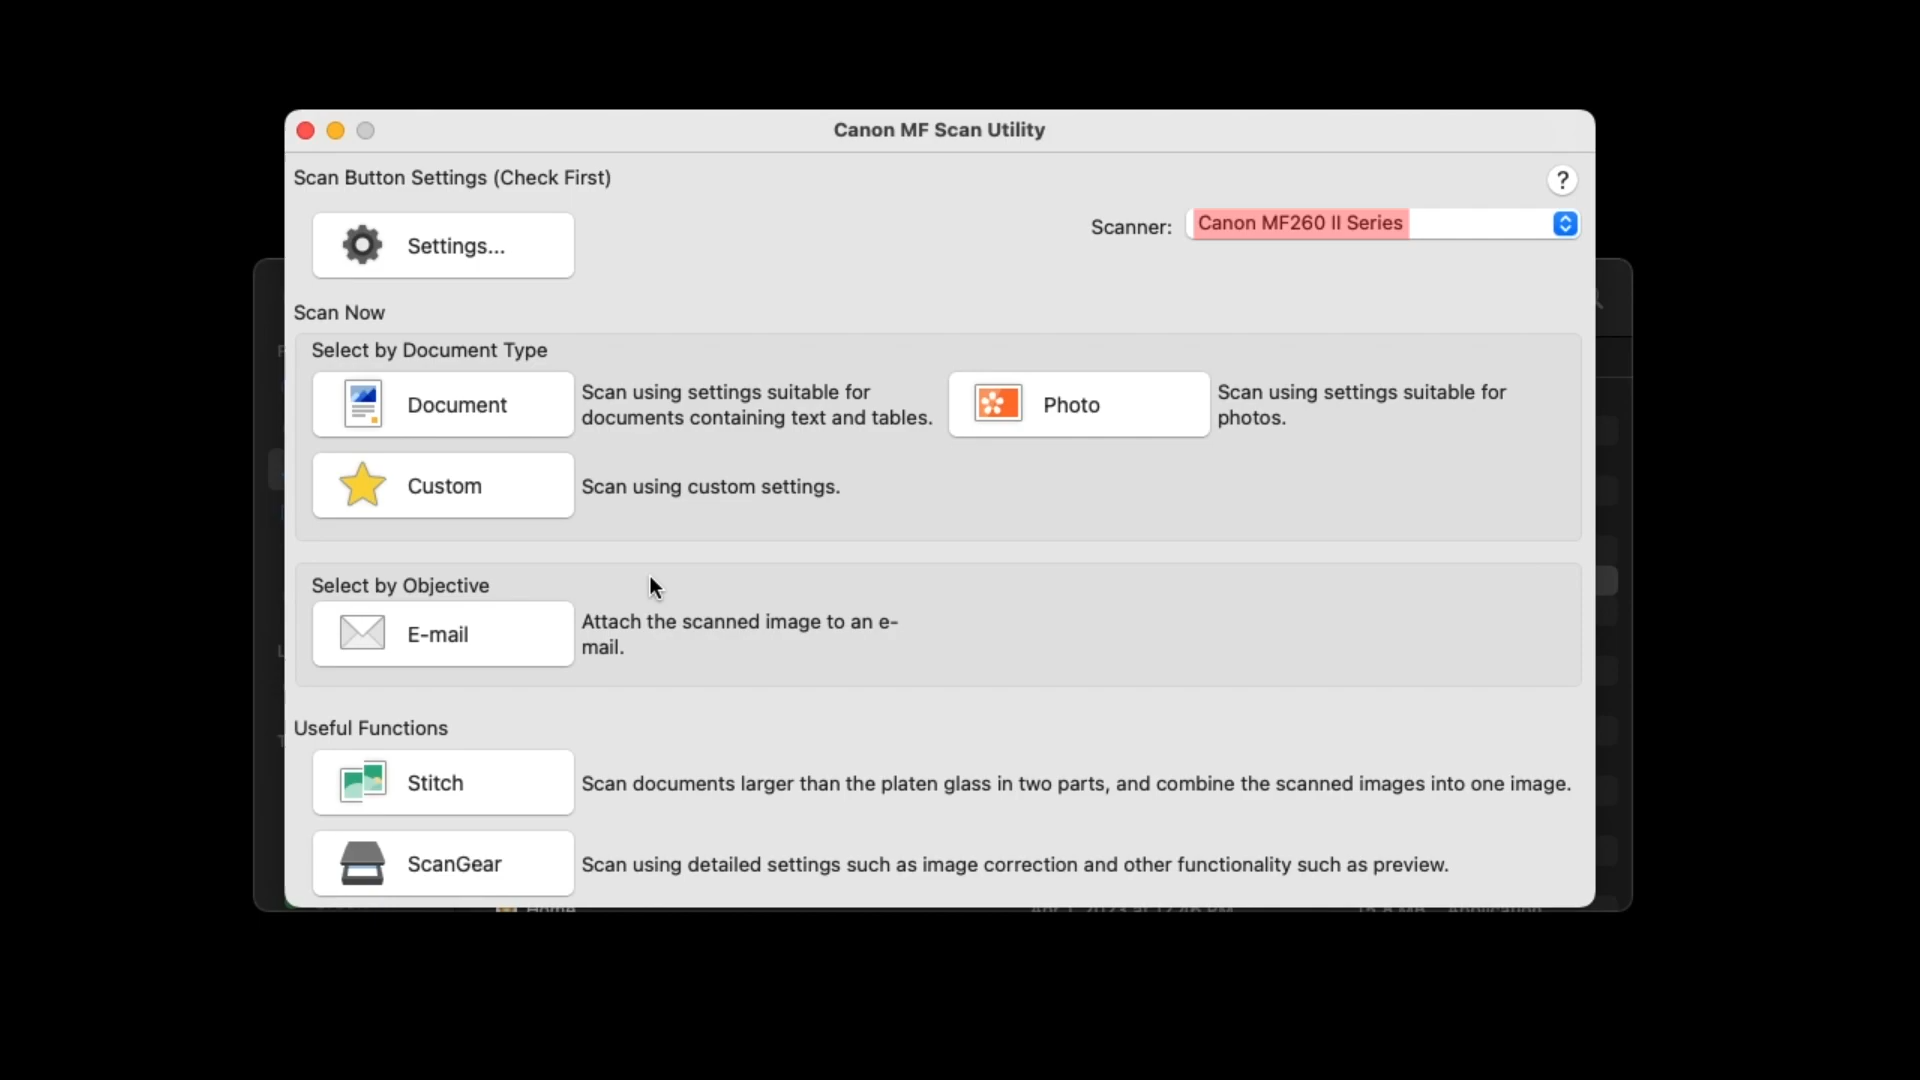 Canon MF Scan Utility
Scan Button Settings (Check First)
?
Settings...
Scanner:
Canon MF260 II Series
Scan Now
Select by Document Type
Document
Scan using settings suitable for
documents containing text and tables.
Photo
Scan using settings suitable for
photos.
Custom
Scan using custom settings.
Select by Objective
E-mail
Attach the scanned image to an e-
mail.
Useful Functions
Stitch
Scan documents larger than the platen glass in two parts, and combine the scanned images into one image.
ScanGear
Scan using detailed settings such as image correction and other functionality such as preview.
Home